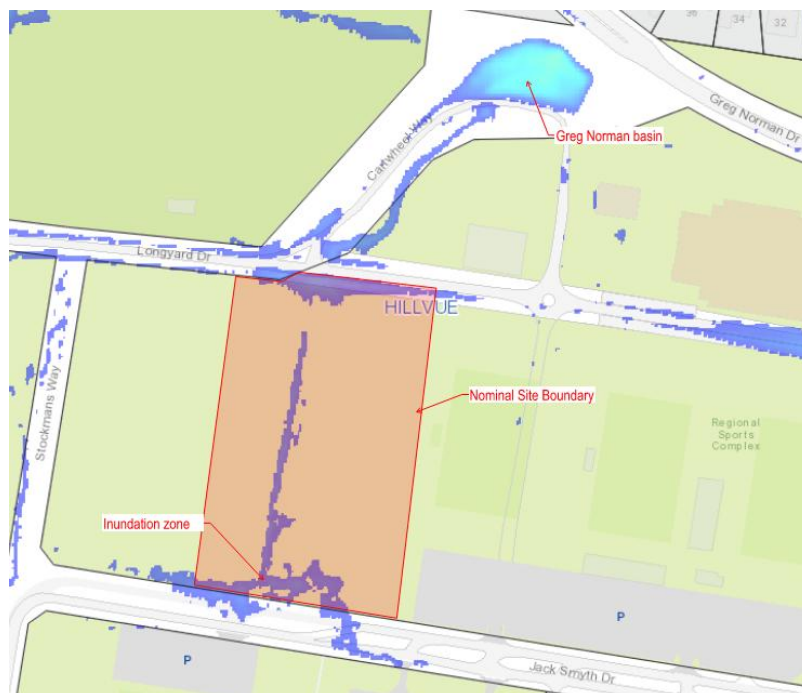 36
34
32
Greg Norman Dr
Greg Norman basin
Cartwheel Way
Longyard Dr
HILLVUE
Nominal Site Boundary
Stockmans Way
Regional
Sports
Complex
Inundation zone
P
P
Jack Smyth Dr